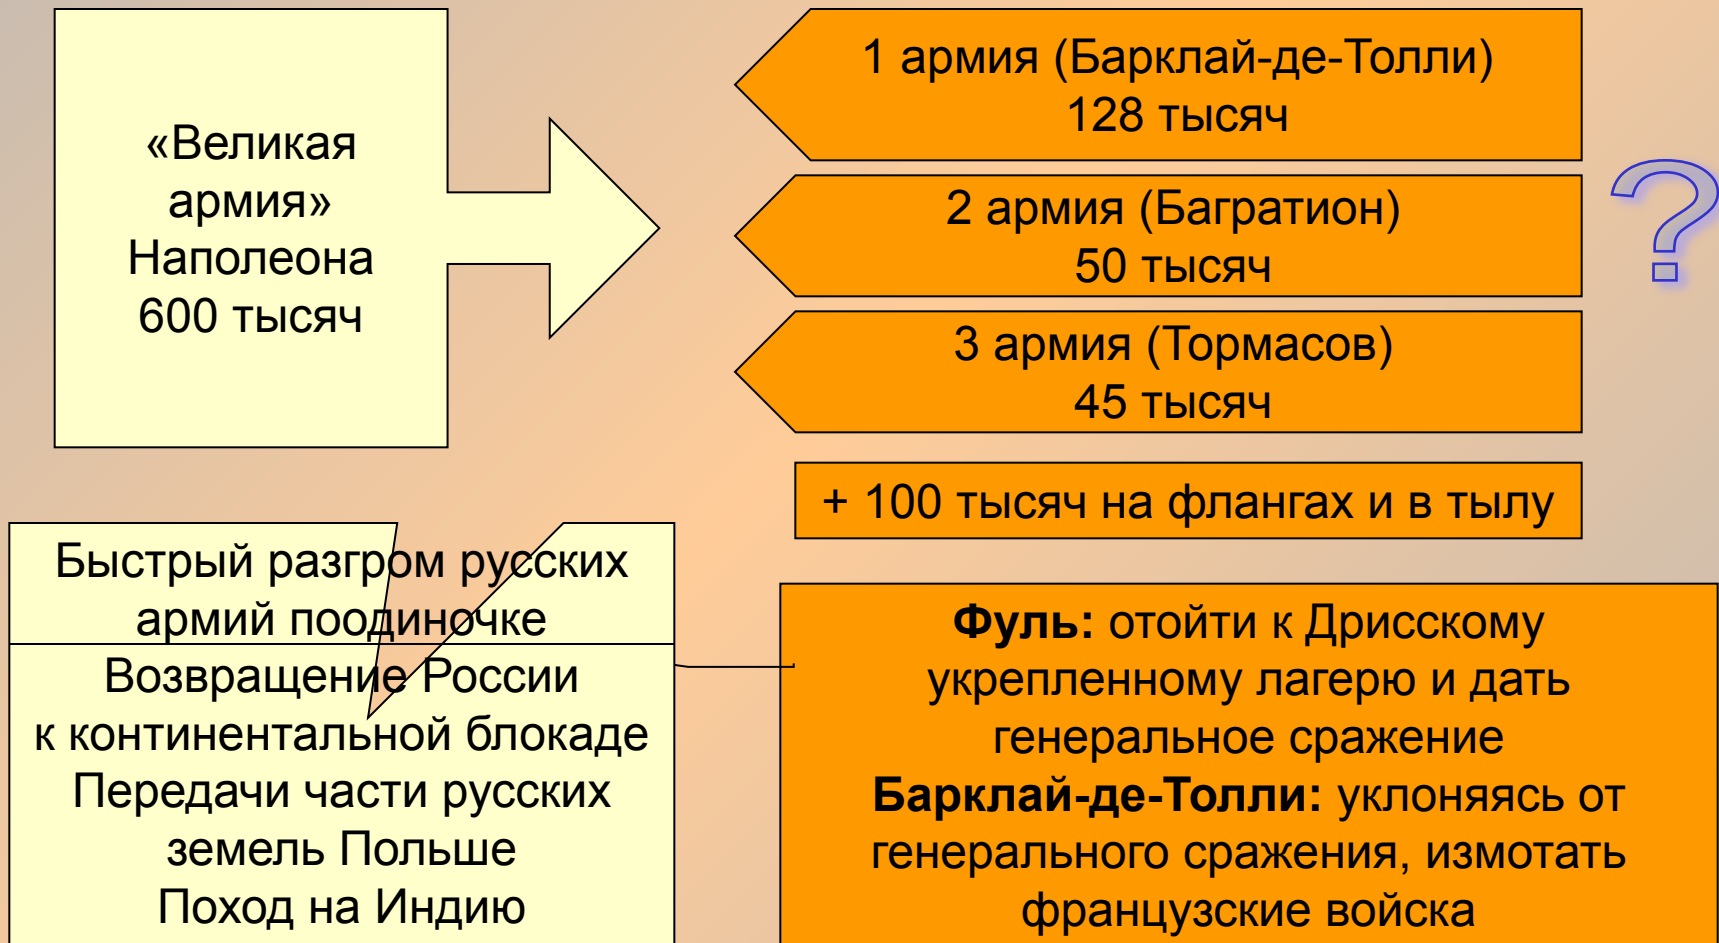 «Великая
армия»
Наполеона
600 тысяч
1 армия (Барклай-де-Толли)
128 тысяч
2 армия (Багратион)
50 тысяч
3 армия (Тормасов)
45 тысяч
?
+ 100 тысяч на флангах и в тылу
Быстрый разгром русских
армий поодиночке
Возвращение России
к континентальной блокаде
Передачи части русских
земель Польше
Поход на Индию
Фуль: отойти к Дрисскому
укрепленному лагерю и дать
генеральное сражение
Барклай-де-Толли: уклоняясь от
генерального сражения, измотать
французские войска